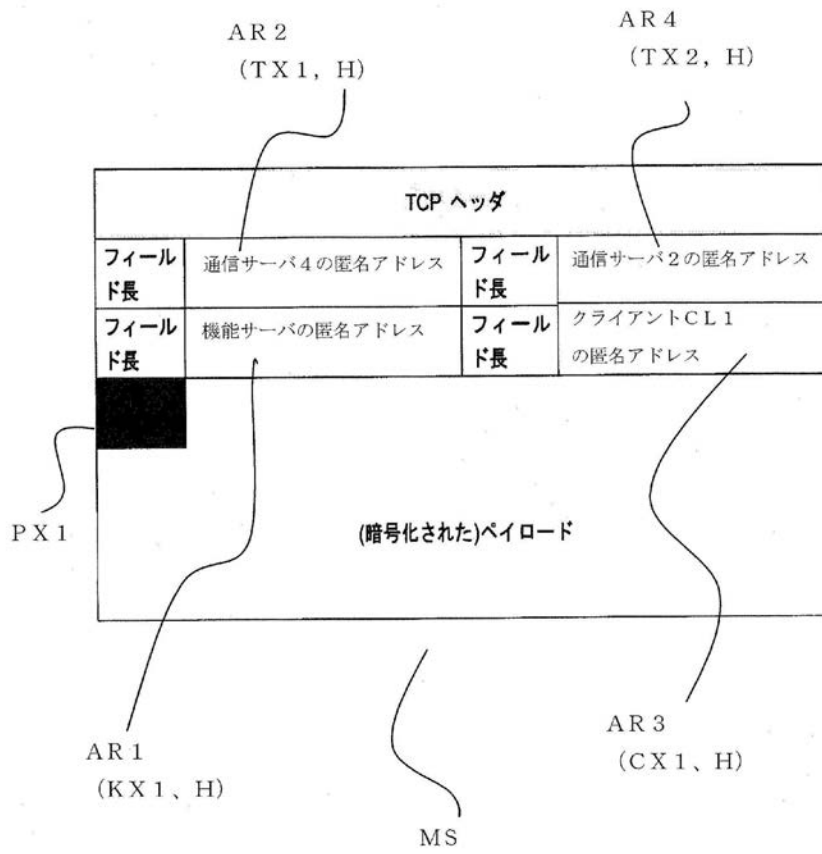 AR2
(TX1, H)
AR4
(TX2, H)
TCP ヘッダ
フィール
ド長
通信サーバ4の匿名アドレス
フィール
ド長
通信サーバ2の匿名アドレス
フィール
ド長
機能サーバの匿名アドレス
フィール
ド長
クライアントCL1
の匿名アドレス
PX1
(暗号化された)ペイロード
AR1
(KX1、H)
AR3
(CX1、H)
MS